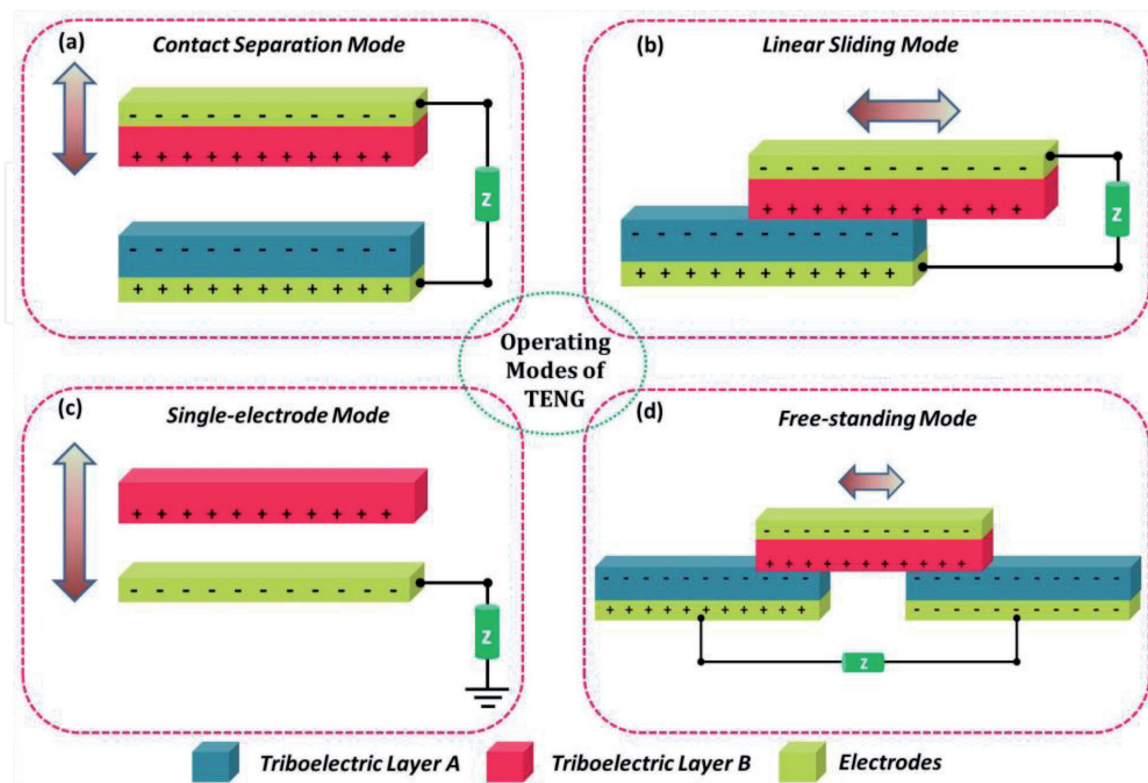 (a)
Contact Separation Mode
- - - - - - - - - - -
+ + + + + + + + + +
Z
- - - - - - - - - -
+ + + + + + + + + +
(b)
Linear Sliding Mode
- - - - - - - - - -
+ + + + + + + + + + +
Z
- - - - - - - - - - -
+ + + + + + + + + +
Operating
Modes of
TENG
(c)
Single-electrode Mode
+ + + + + + + + + +
- - - - - - - - - -
Z
(d)
Free-standing Mode
- - - - - - - - - -
+ + + + + + + + + +
- - - - - - - - - -
- - - - - - - - - -
+ + + + + + + + + + +
- - - - - - - - -
Z
Triboelectric Layer A
Triboelectric Layer B
Electrodes